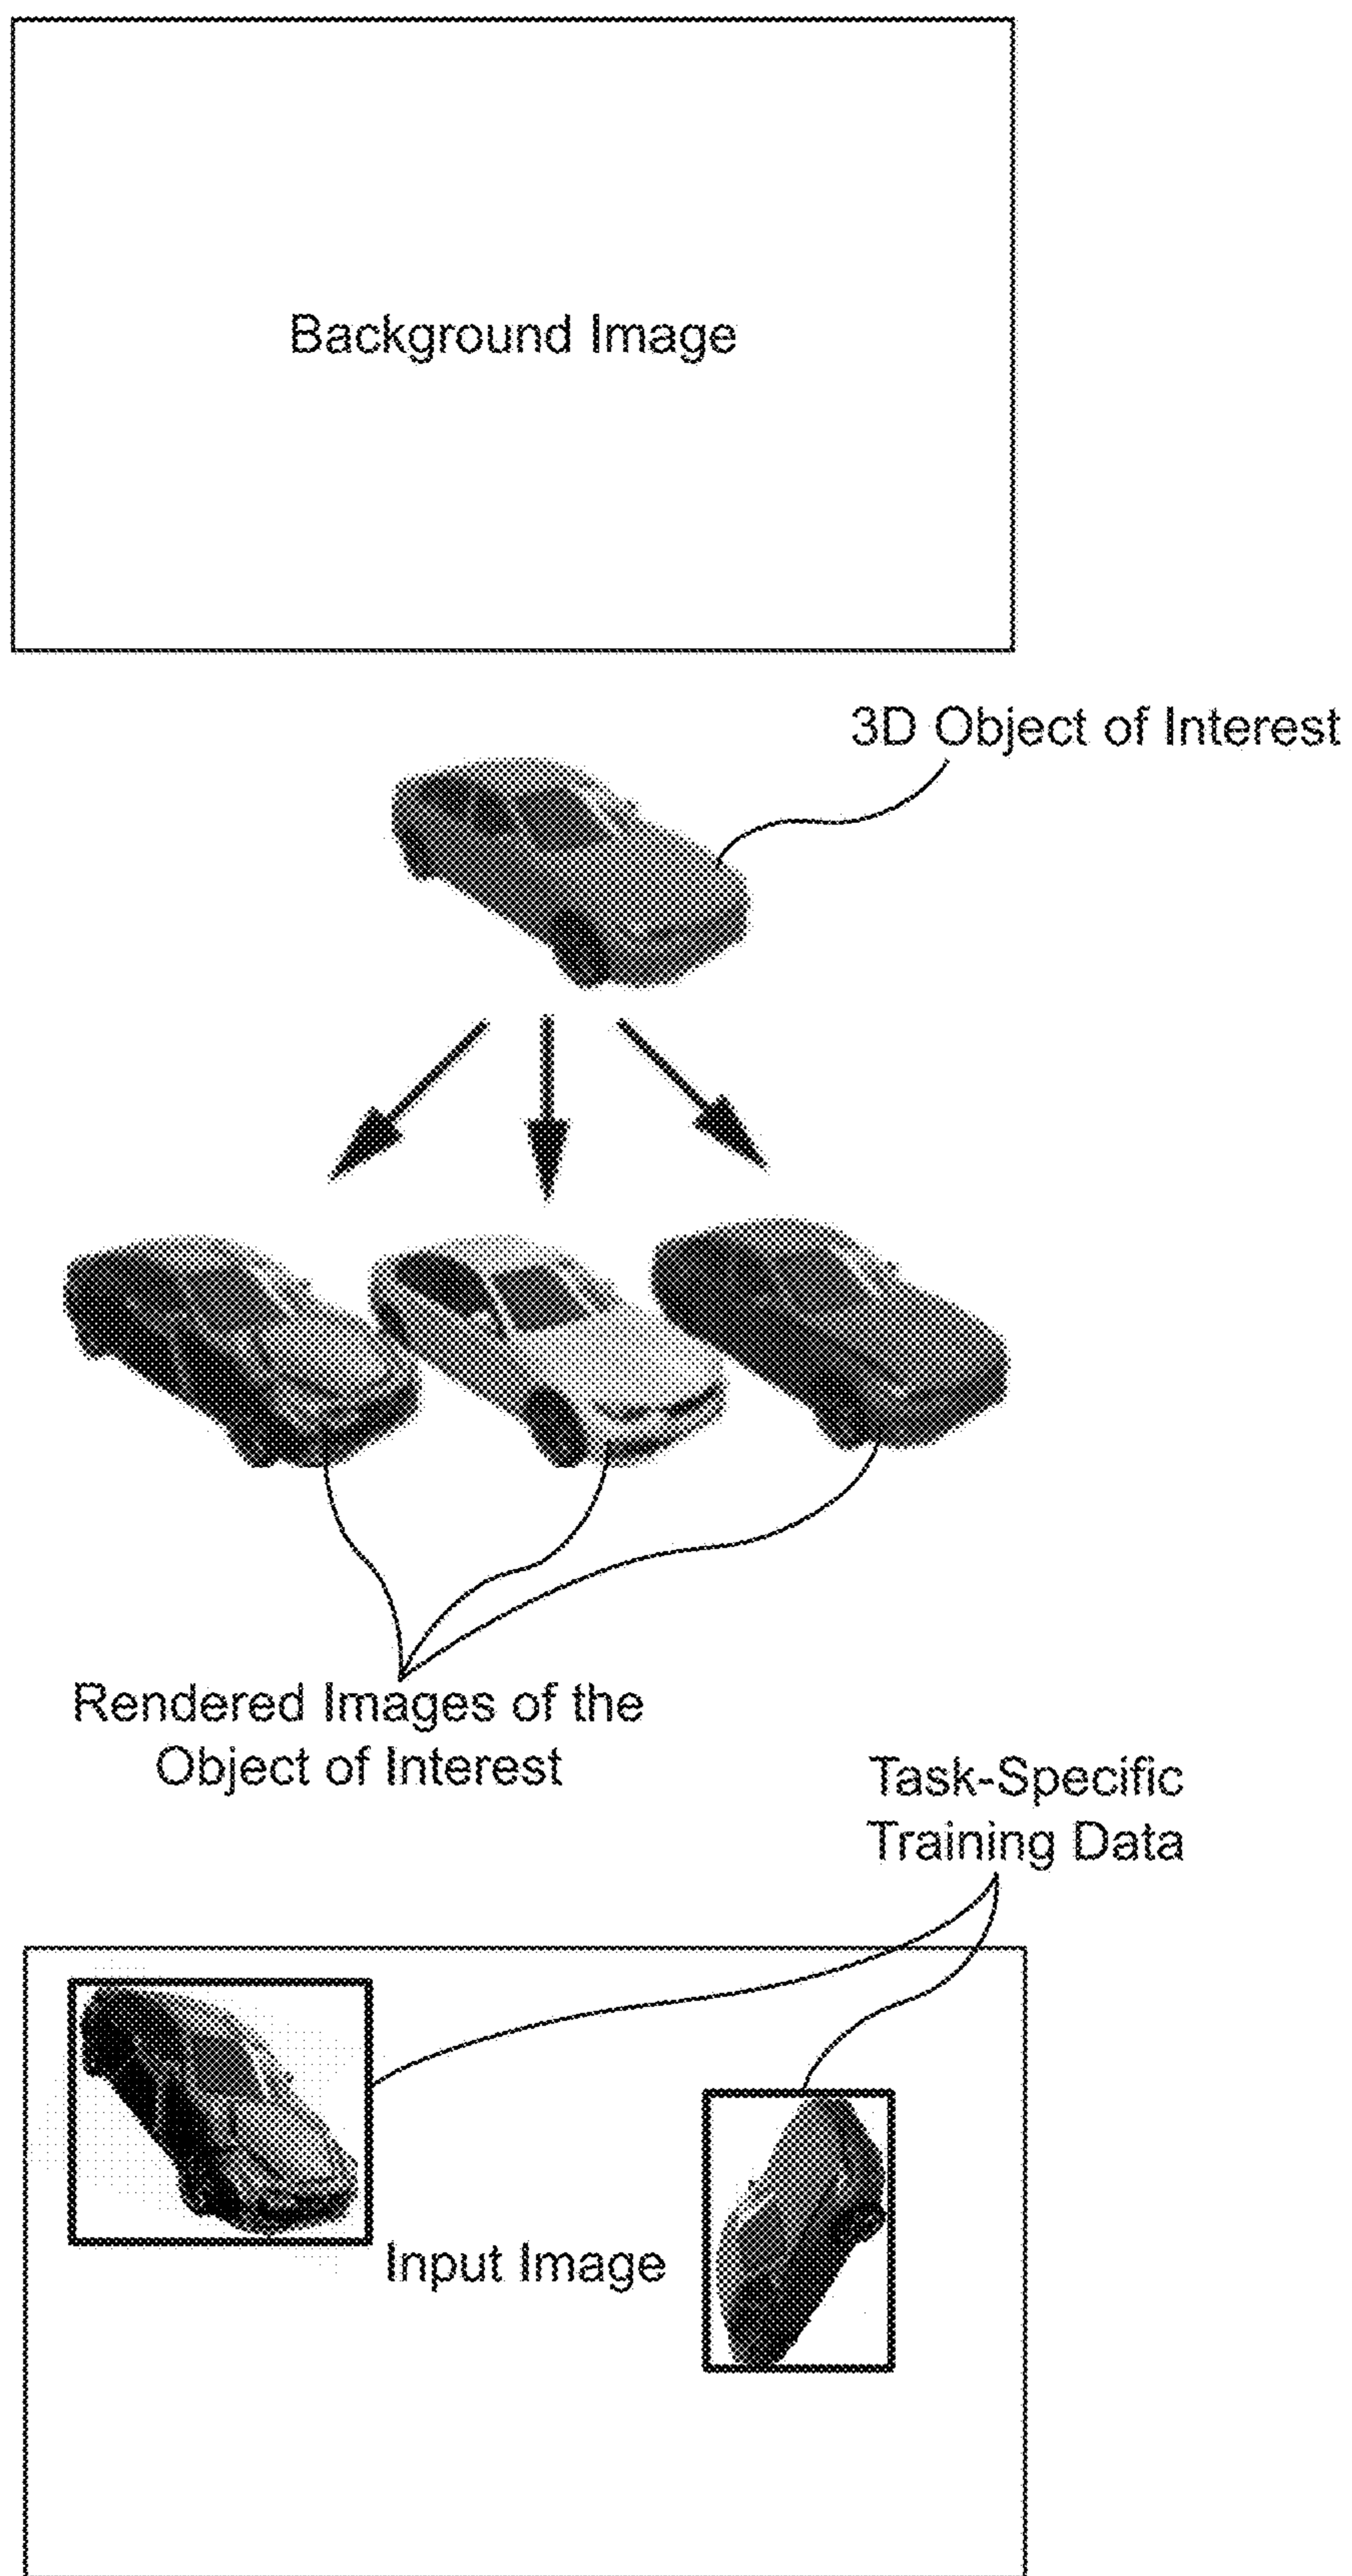 Background Image
3D Object of Interest
Rendered Images of the
Object of Interest
Task-Specific
Training Data
Input Image